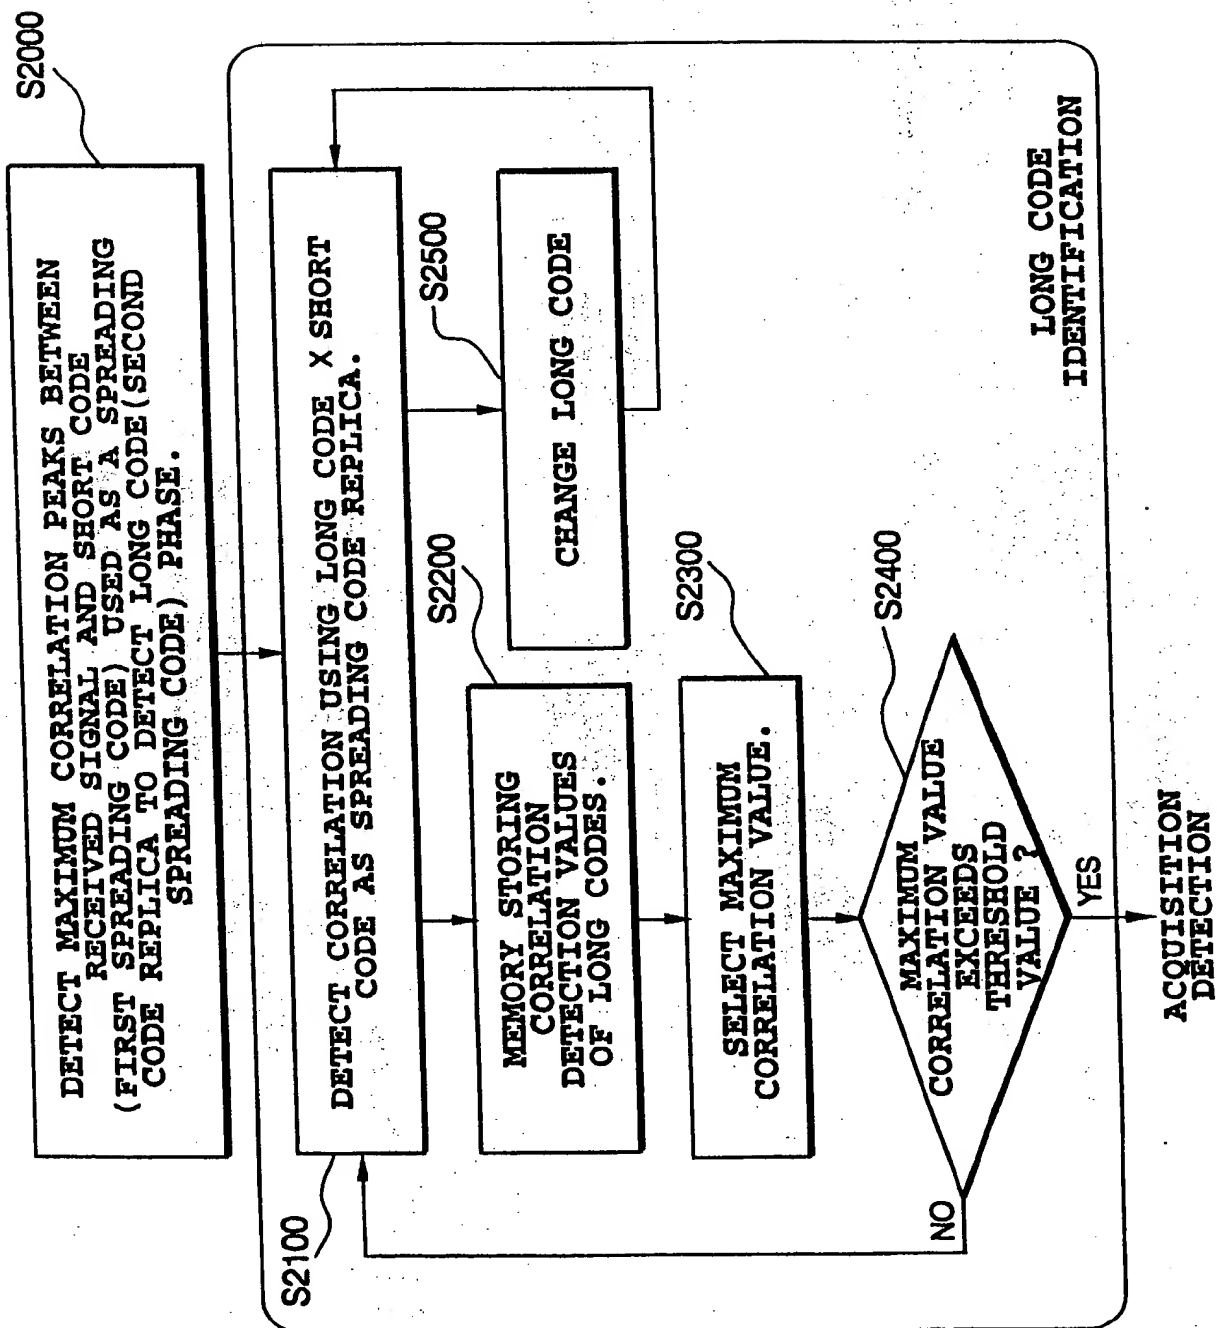 S2000
DETECT MAXIMUM CORRELATION PEAKS BETWEEN
RECEIVED SIGNAL AND SHORT CODE
(FIRST SPREADING CODE) USED AS A SPREADING
CODE REPLICA TO DETECT LONG CODE(SECOND
SPREADING CODE) PHASE.
S2100
DETECT CORRELATION USING LONG CODE X SHORT
CODE AS SPREADING CODE REPLICA.
S2200
MEMORY STORING
CORRELATION
DETECTION VALUES
OF LONG CODES.
S2500
CHANGE LONG CODE
S2300
SELECT MAXIMUM
CORRELATION VALUE.
S2400
MAXIMUM
CORRELATION VALUE
EXCEEDS
THRESHOLD
VALUE ?
NO
YES
LONG CODE
IDENTIFICATION
ACQUISITION
DETECTION